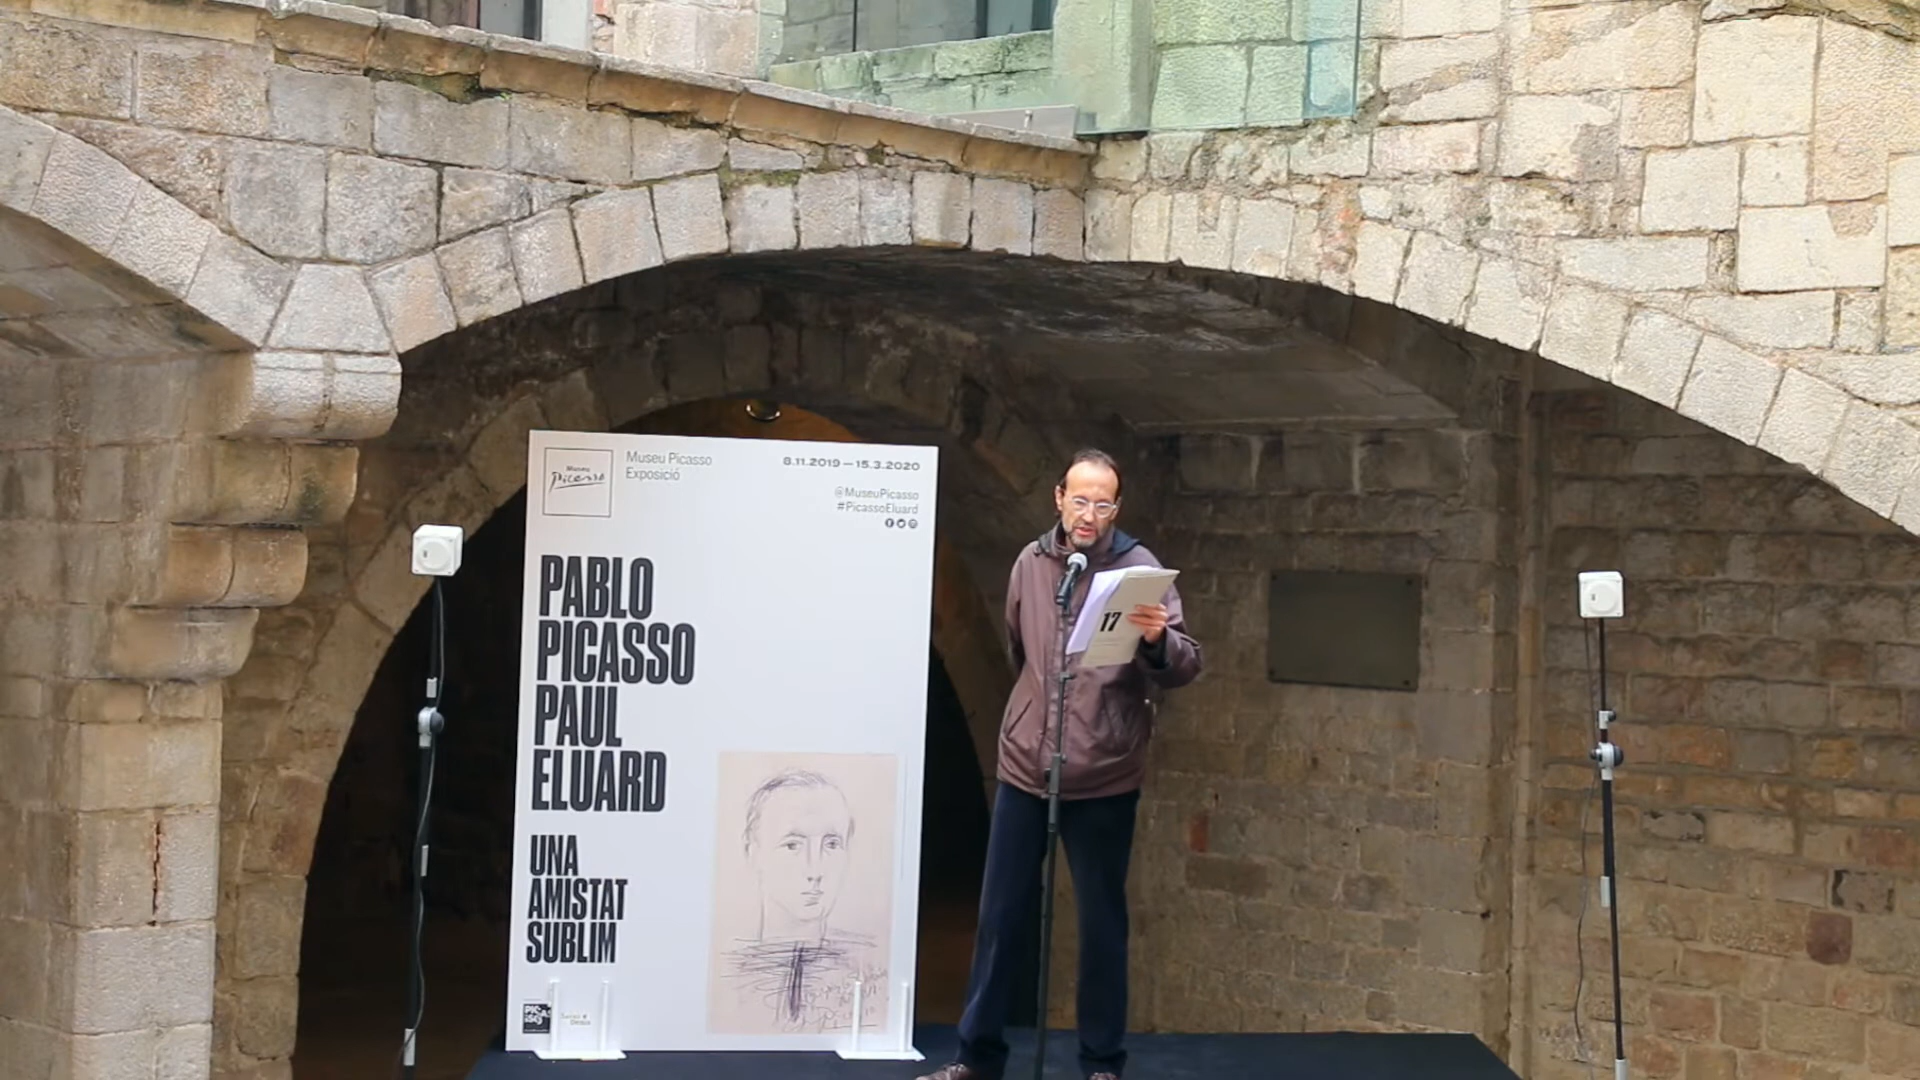 Museu
Picasso
Museu Picasso
Exposició
8.11.2019 — 15.3.2020
@MuseuPicasso
#PicassoEluard
PABLO
PICASSO
PAUL
ELUARD
UNA
AMISTAT
SUBLIM
17